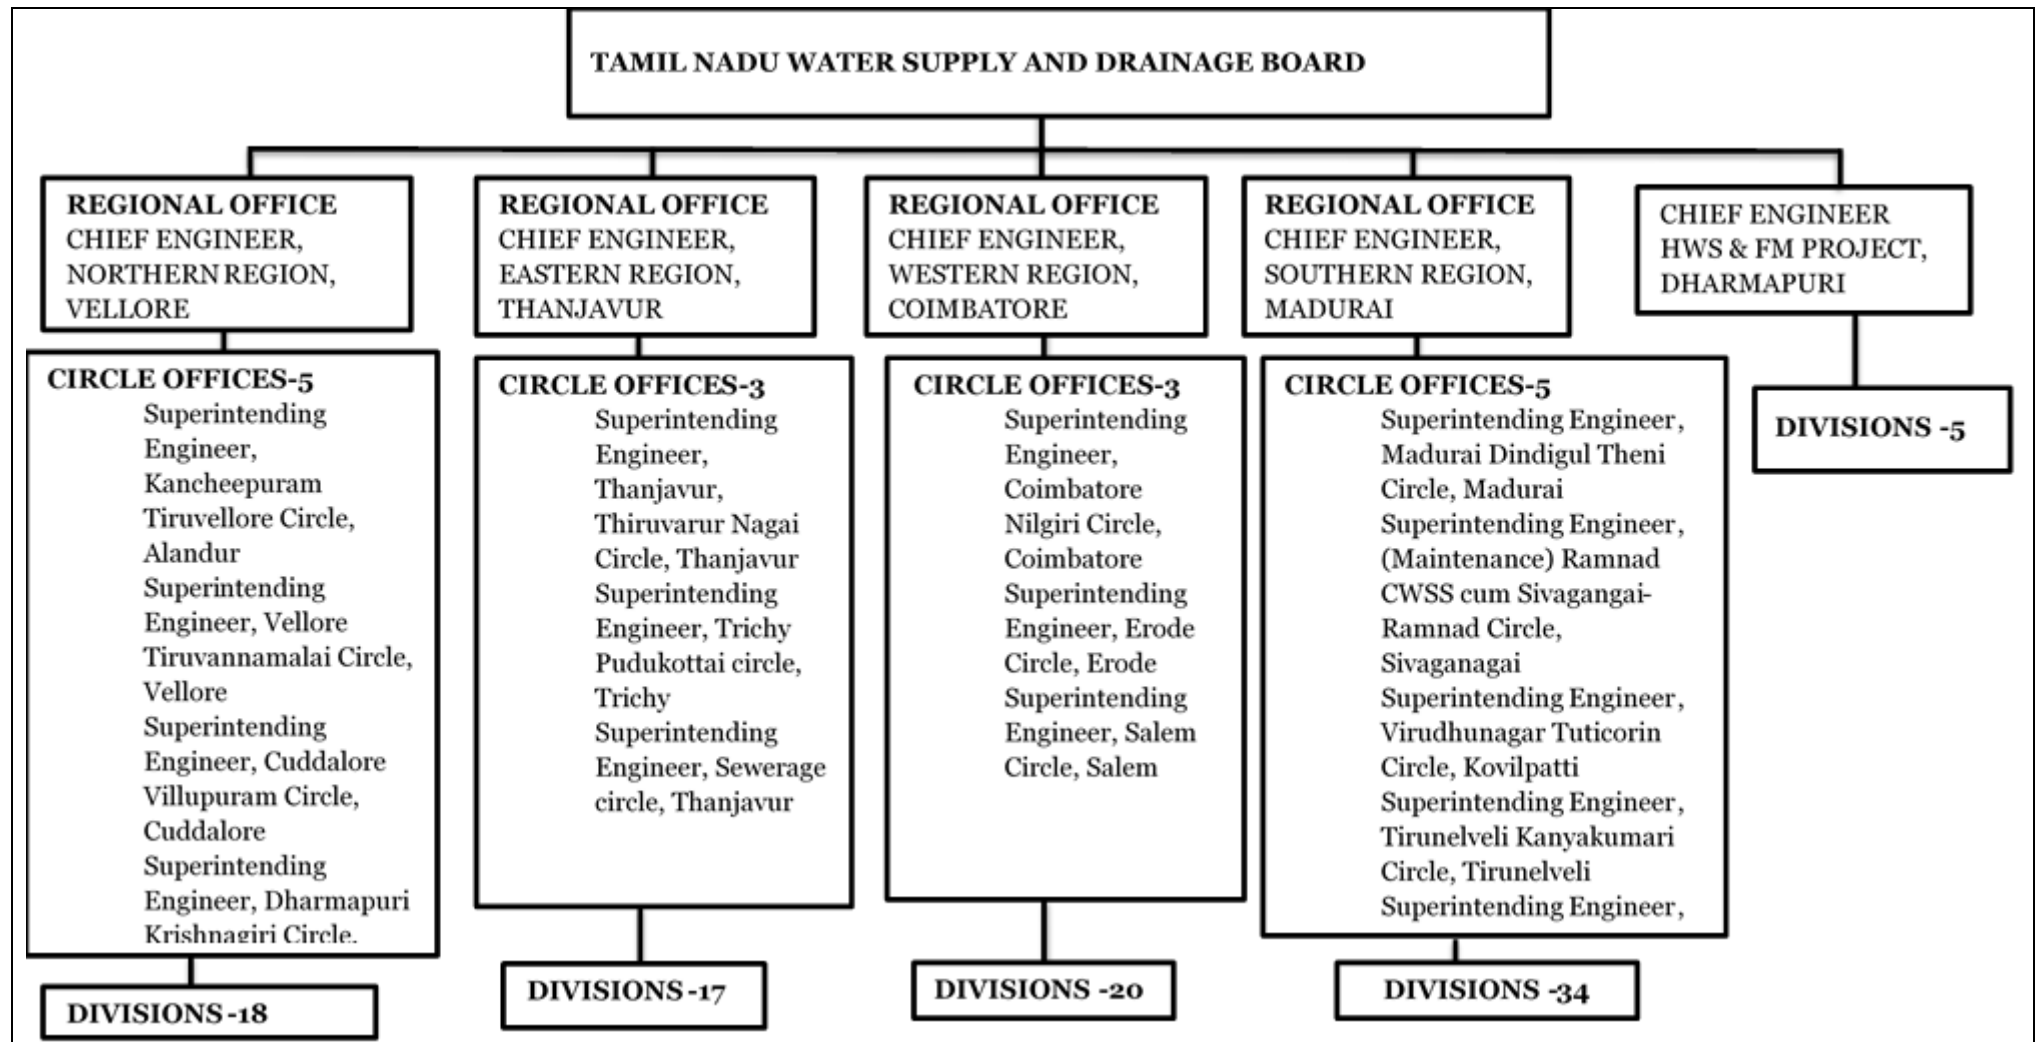 TAMIL NADU WATER SUPPLY AND DRAINAGE BOARD
REGIONAL OFFICE
CHIEF ENGINEER,
NORTHERN REGION,
VELLORE
REGIONAL OFFICE
CHIEF ENGINEER,
EASTERN REGION,
THANJAVUR
REGIONAL OFFICE
CHIEF ENGINEER,
WESTERN REGION,
COIMBATORE
REGIONAL OFFICE
CHIEF ENGINEER,
SOUTHERN REGION,
MADURAI
CHIEF ENGINEER
HWS & FM PROJECT,
DHARMAPURI
CIRCLE OFFICES-5
Superintending
Engineer,
Kancheepuram
Tiruvellore Circle,
Alandur
Superintending
Engineer, Vellore
Tiruvannamalai Circle,
Vellore
Superintending
Engineer, Cuddalore
Villupuram Circle,
Cuddalore
Superintending
Engineer, Dharmapuri
Krishnagiri Circle,
CIRCLE OFFICES-3
Superintending
Engineer,
Thanjavur,
Thiruvarur Nagai
Circle, Thanjavur
Superintending
Engineer, Trichy
Pudukottai circle,
Trichy
Superintending
Engineer, Sewerage
circle, Thanjavur
CIRCLE OFFICES-3
Superintending
Engineer,
Coimbatore
Nilgiri Circle,
Coimbatore
Superintending
Engineer, Erode
Circle, Erode
Superintending
Engineer, Salem
Circle, Salem
CIRCLE OFFICES-5
Superintending Engineer,
Madurai Dindigul Theni
Circle, Madurai
Superintending Engineer,
(Maintenance) Ramnad
CWSS cum Sivagangai-
Ramnad Circle,
Sivaganagai
Superintending Engineer,
Virudhunagar Tuticorin
Circle, Kovilpatti
Superintending Engineer,
Tirunelveli Kanyakumari
Circle, Tirunelveli
Superintending Engineer,
DIVISIONS -5
DIVISIONS -18
DIVISIONS -17
DIVISIONS -20
DIVISIONS -34